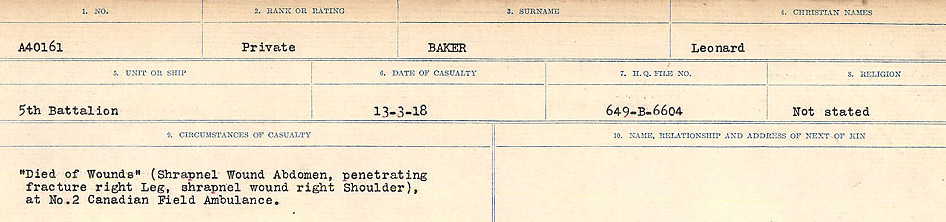 1. NO. 2. RANK OR RATING 3. SURNAME 4. CHRISTIAN NAMES
A40161 Private BAKER Leonard
5. UNIT OR SHIP 6. DATE OF CASUALTY 7. H.Q. FILE NO. 8. RELIGION
5th Battalion 13-3-18 649-B-6604 Not stated
9. CIRCUMSTANCES OF CASUALTY 10. NAME, RELATIONSHIP AND ADDRESS OF NEXT OF KIN
"Died of Wounds" (Shrapnel Wound Abdomen, penetrating
fracture right Leg, shrapnel wound right Shoulder),
at No.2 Canadian Field Ambulance.